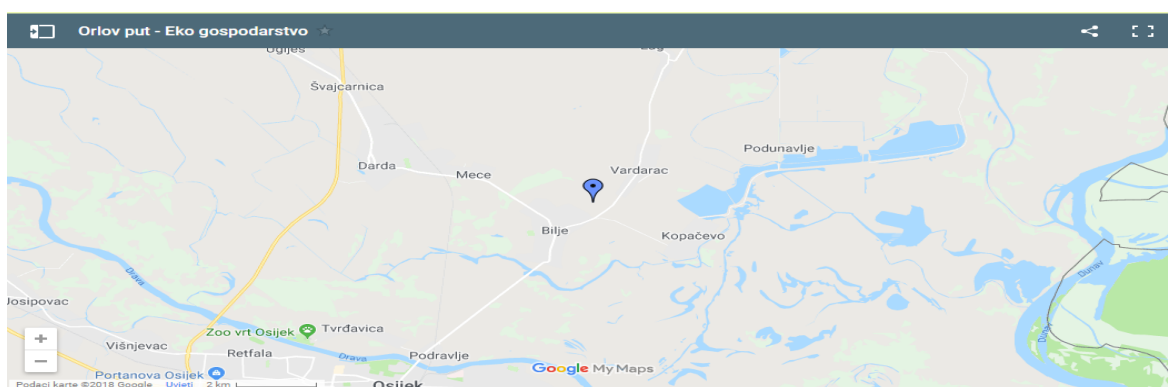 Orlov put - Eko gospodarstvo
Švajcarnica
Podunavlje
Darda
Mece
Vardarac
Bilje
Kopačevo
Drava
Dunav
Josipovac
Zoo vrt Osijek
Tvrđavica
Višnjevac
Retfala
Drava
Podravlje
Portanova Osijek
Google My Maps
Osijek
Podaci karte ©2018 Google Uvjeti 2 km